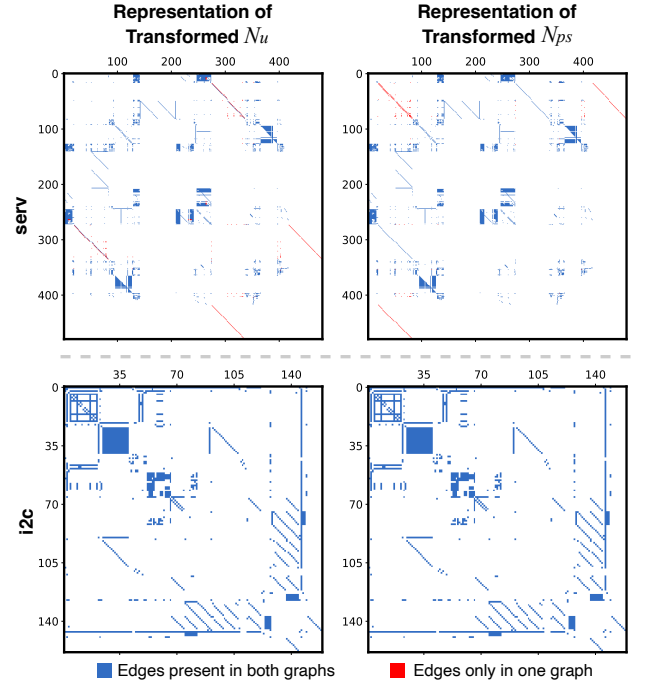 Representation of
Transformed Nu
Representation of
Transformed Nps
100 200 300 400
100 200 300 400
0
100
200
300
400
serv
0
100
200
300
400
35 70 105 140
35 70 105 140
0
35
70
105
140
i2c
0
35
70
105
140
Edges present in both graphs
Edges only in one graph